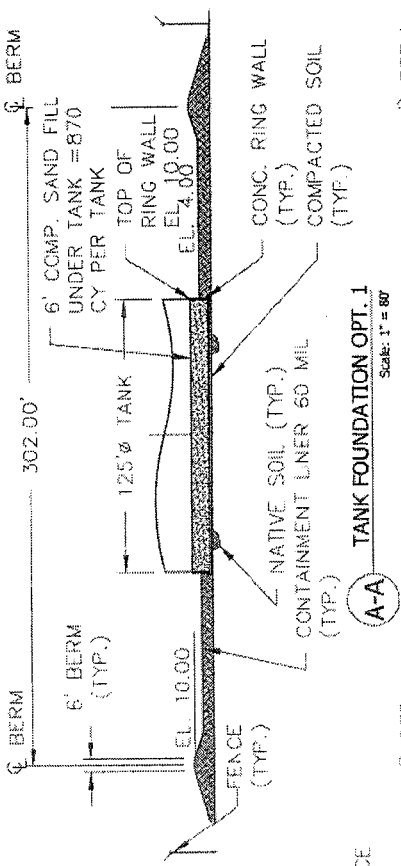 ℄ BERM
302.00'
6' BERM
(TYP.)
EL. 10.00
FENCE
(TYP.)
125'⌀ TANK
6' COMP. SAND FILL
UNDER TANK =870
CY PER TANK
TOP OF
RING WALL
EL. 10.00
EL. 4.00
℄ BERM
NATIVE SOIL (TYP.)
CONTAINMENT LINER 60 MIL
(TYP.)
CONC. RING WALL
(TYP.)
COMPACTED SOIL
(TYP.)
A-A
TANK FOUNDATION OPT. 1
Scale: 1" = 80'
CE